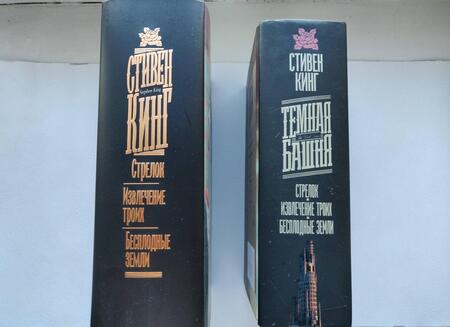 СТИВЕН
Stephen King
КИНГ
Стрелок
Извлечение
троих
Бесплодные
земли
СТИВЕН
КИНГ
ТЕМНАЯ
БАШНЯ
СТРЕЛОК
ИЗВЛЕЧЕНИЕ ТРОИХ
БЕСПЛОДНЫЕ ЗЕМЛИ